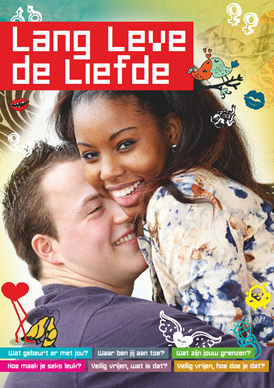 Lang Leve
de Liefde
Wat gebeurt er met jou?
Waar ben jij aan toe?
Wat zijn jouw grenzen?
Hoe maak je seks leuk?
Veilig vrijen, wat is dat?
Veilig vrijen, hoe doe je dat?